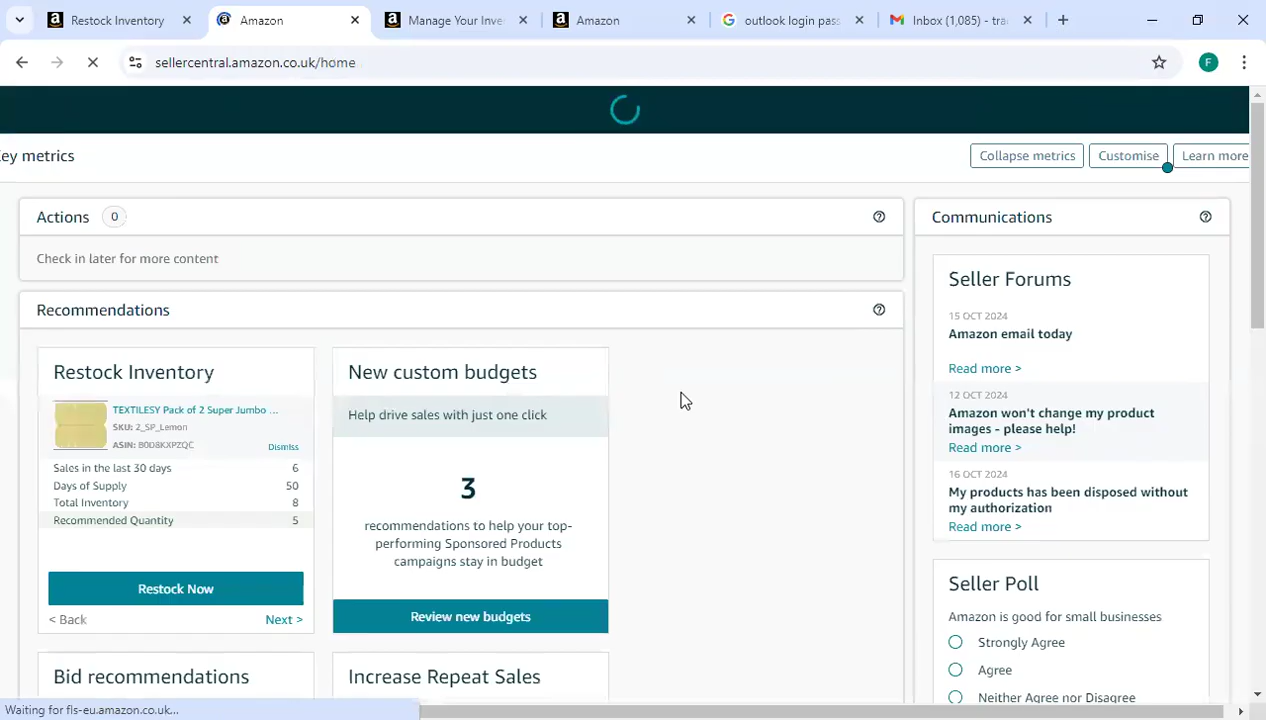 Restock Inventory
Amazon
Manage Your Inve
Amazon
outlook login pas
Inbox (1,085) - tra
sellercentral.amazon.co.uk/home
F
ey metrics
Collapse metrics
Customise
Learn more
Actions 0
Check in later for more content
Recommendations
Restock Inventory
TEXTILESY Pack of 2 Super Jumbo ...
SKU: 2_SP_Lemon
ASIN: B0D8KXPZQC
Dismiss
Sales in the last 30 days 6
Days of Supply 50
Total Inventory 8
Recommended Quantity 5
Restock Now
< Back Next >
New custom budgets
Help drive sales with just one click
3
recommendations to help your top-
performing Sponsored Products
campaigns stay in budget
Review new budgets
Bid recommendations
Increase Repeat Sales
Communications
Seller Forums
15 OCT 2024
Amazon email today
Read more >
12 OCT 2024
Amazon won't change my product
images - please help!
Read more >
16 OCT 2024
My products has been disposed without
my authorization
Read more >
Seller Poll
Amazon is good for small businesses
Strongly Agree
Agree
Neither Agree nor Disagree
Waiting for fls-eu.amazon.co.uk...